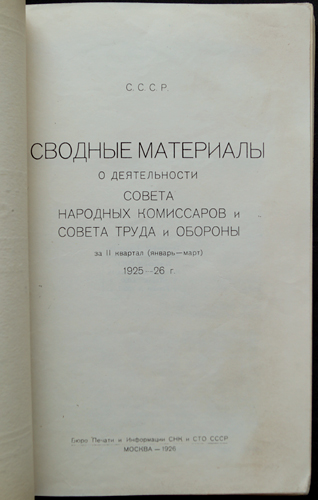 С. С. С. Р.
СВОДНЫЕ МАТЕРИАЛЫ
О ДЕЯТЕЛЬНОСТИ
СОВЕТА
НАРОДНЫХ КОМИССАРОВ и
СОВЕТА ТРУДА и ОБОРОНЫ
за II квартал (январь—март)
1925—26 г.
Бюро Печати и Информации СНК и СТО СССР
МОСКВА — 1926